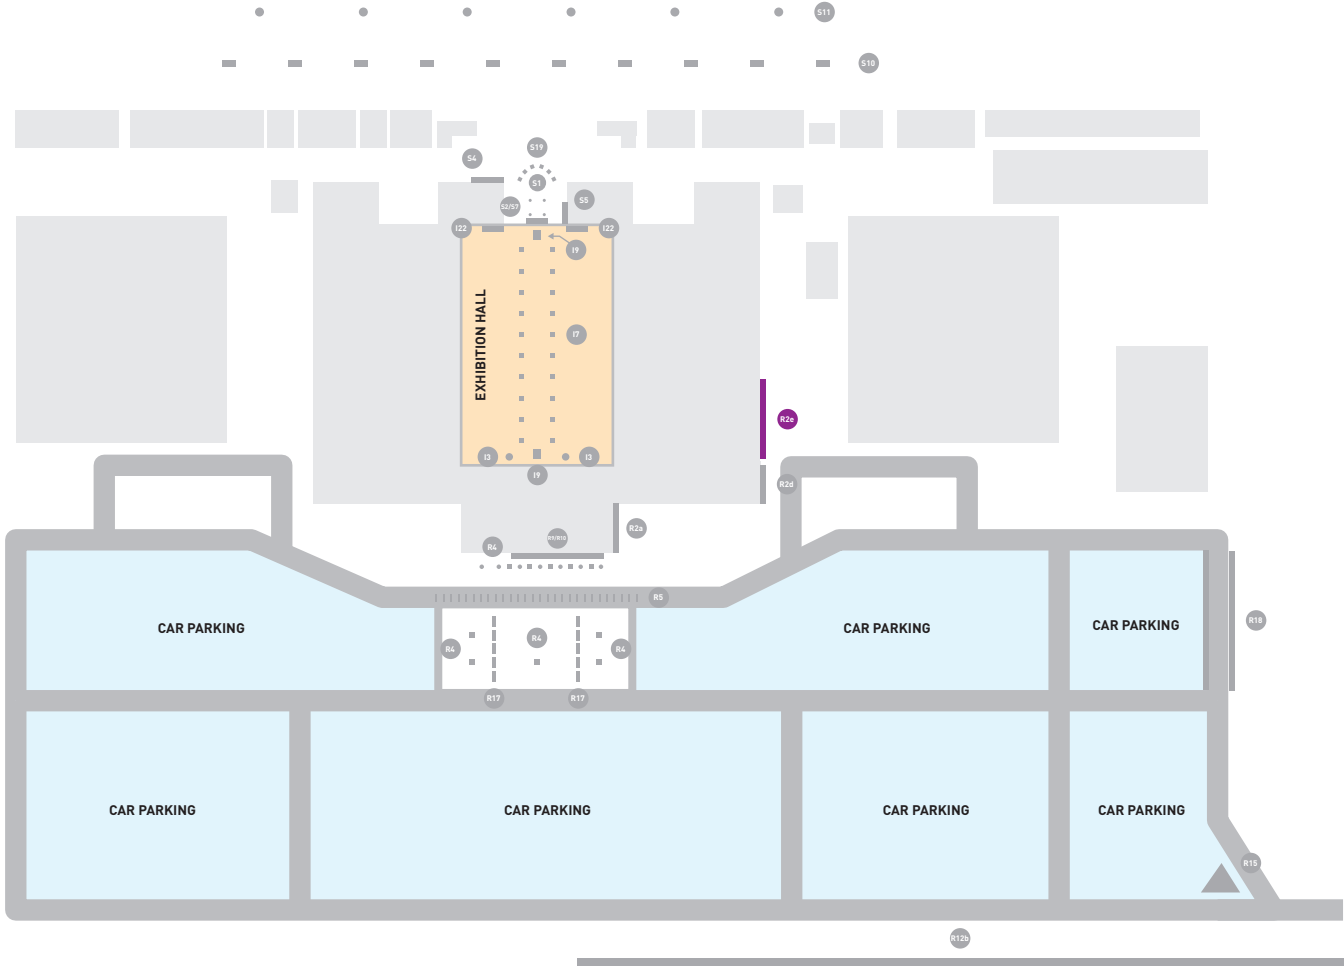 S11
S10
S19
S4
S1
S5
S2/S7
I22
I22
I9
EXHIBITION HALL
I7
R2e
I3
I3
I9
R2d
R2a
R9/R10
R4
R5
CAR PARKING
R4
R4
R4
CAR PARKING
CAR PARKING
R18
R17
R17
CAR PARKING
CAR PARKING
CAR PARKING
CAR PARKING
R15
R12b